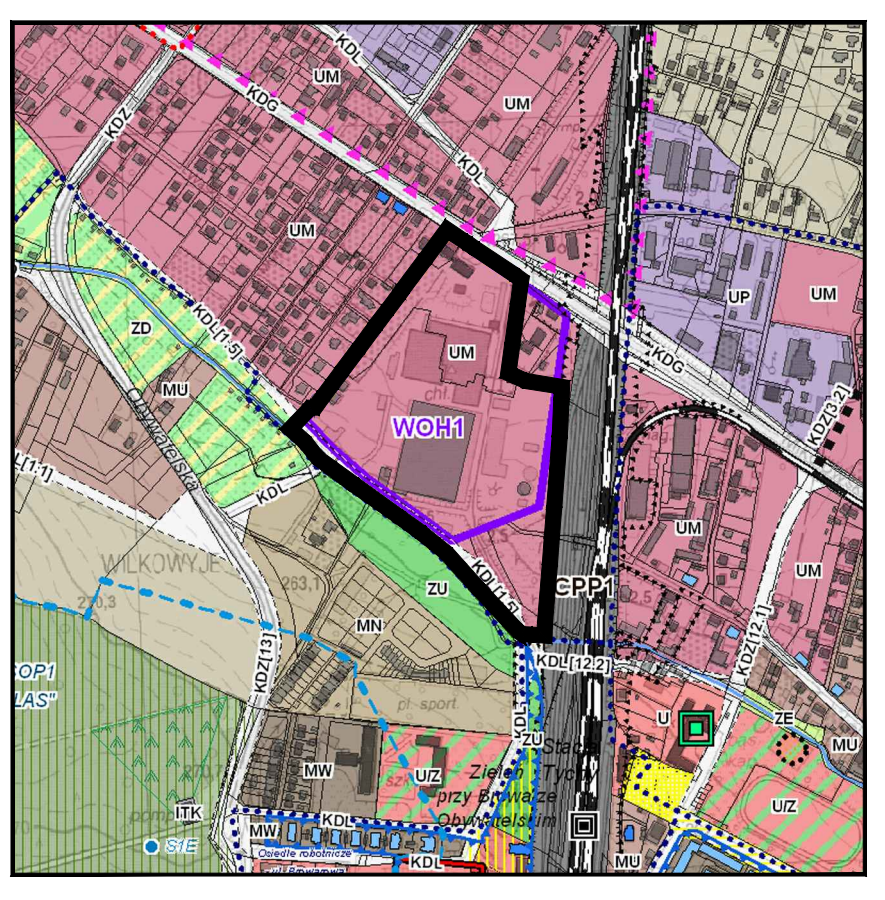 KDL
UM
KDG
UM
KDZ
KDL
UM
UP
UM
KDL[1.5]
ZD
UM
KDG
MU
chł.
WOH1
KDZ[3.2]
Obywatelska
KDL
UM
WILKOWYJE
263,1
KDL[1.5]
CPP1
UM
ZU
270,3
MN
KDZ[12.1]
KDZ[13]
KDL[12.2]
SOP1
LAS"
pl. sport.
KDL
U
ZE
ZU
MU
MW
U/Z
Zieleń
przy Browarze
Obywatelskim
Stacja
Tychy
U/Z
ITK
KDL
MW
S1E
Osiedle robotnicze
KDL
MU